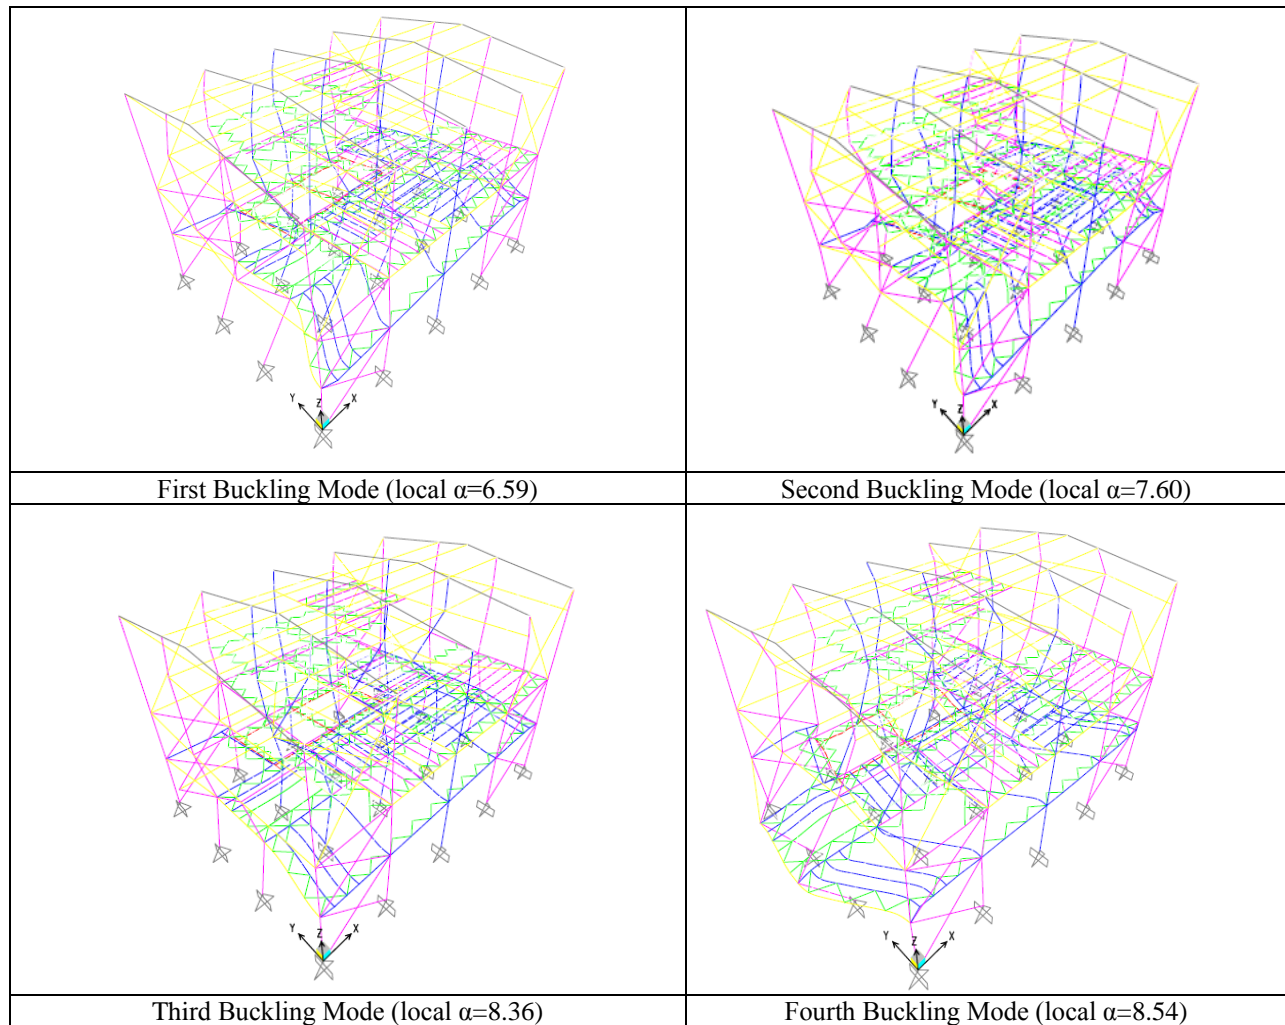 Y
Z
X
Y
Z
X
First Buckling Mode (local α=6.59)
Second Buckling Mode (local α=7.60)
Y
Z
X
Y
Z
X
Third Buckling Mode (local α=8.36)
Fourth Buckling Mode (local α=8.54)